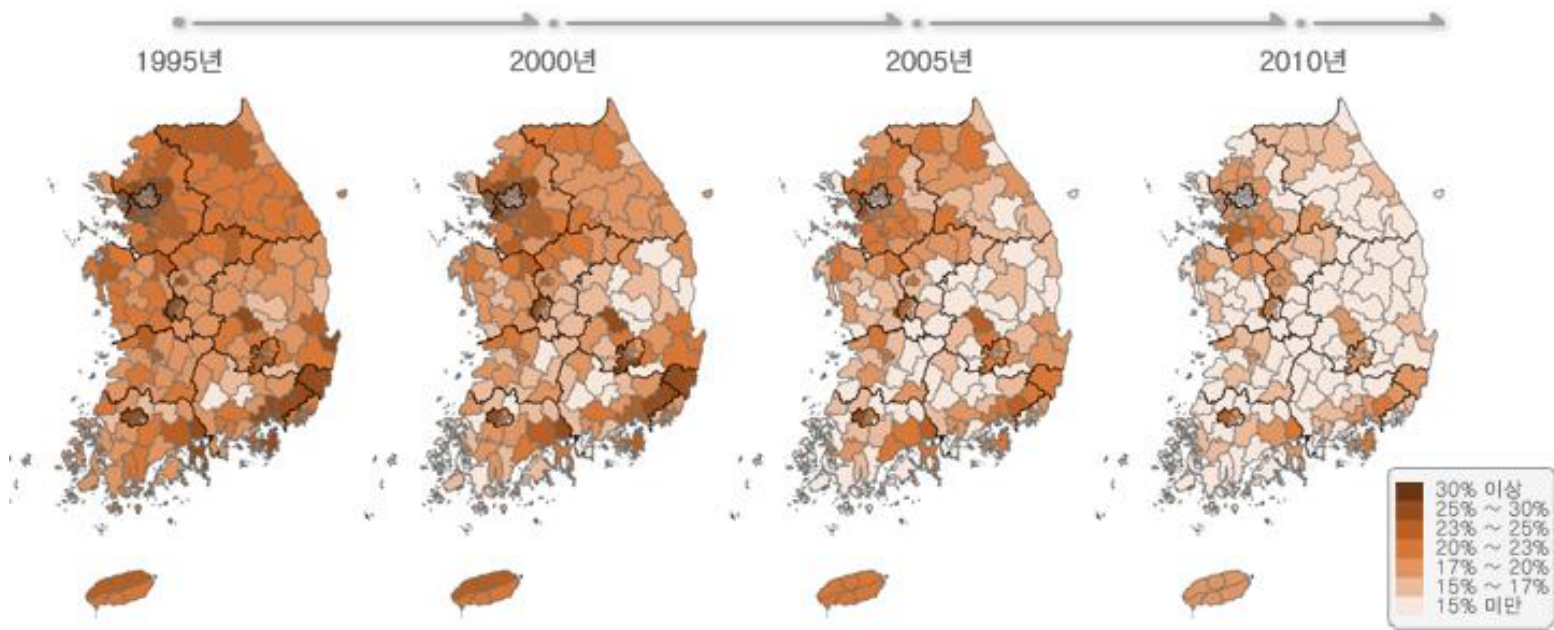 1995년
2000년
2005년
2010년
30% 이상
25% ~ 30%
23% ~ 25%
20% ~ 23%
17% ~ 20%
15% ~ 17%
15% 미만